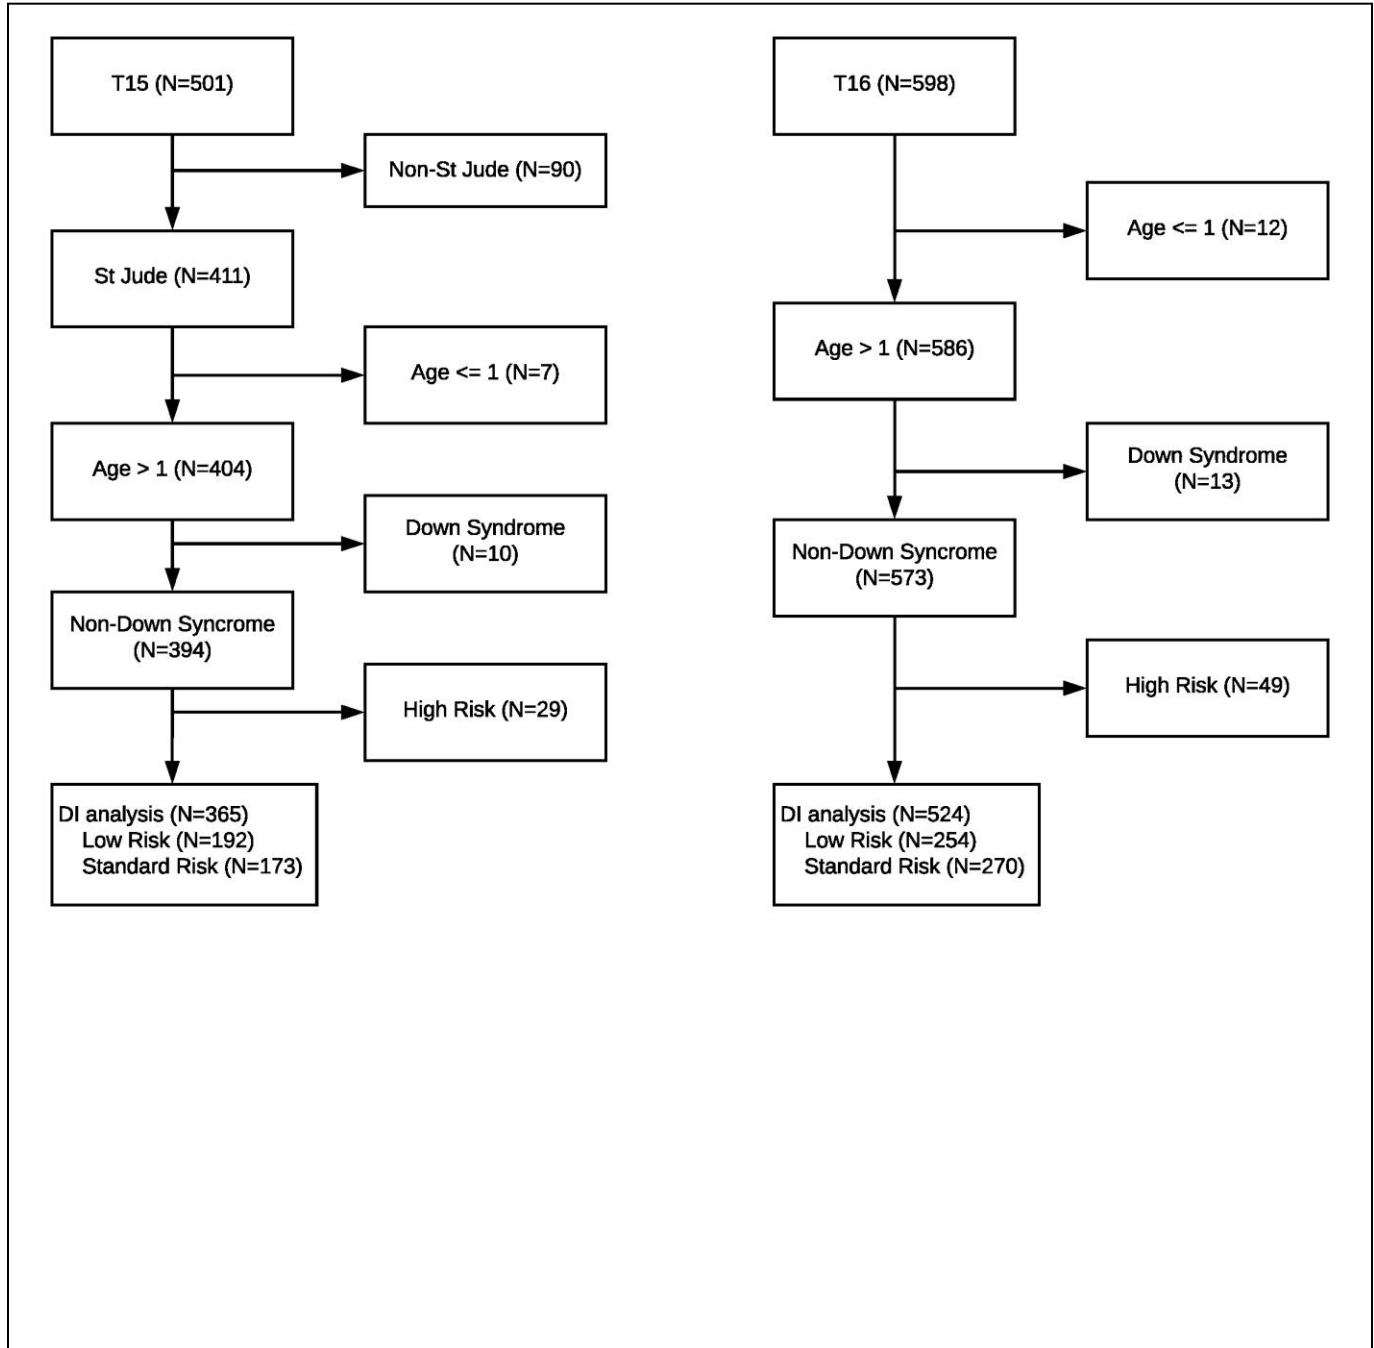 T15 (N=501)
Non-St Jude (N=90)
St Jude (N=411)
Age <= 1 (N=7)
Age > 1 (N=404)
Down Syndrome
(N=10)
Non-Down Syncrome
(N=394)
High Risk (N=29)
DI analysis (N=365)
Low Risk (N=192)
Standard Risk (N=173)
T16 (N=598)
Age <= 1 (N=12)
Age > 1 (N=586)
Down Syndrome
(N=13)
Non-Down Syncrome
(N=573)
High Risk (N=49)
DI analysis (N=524)
Low Risk (N=254)
Standard Risk (N=270)